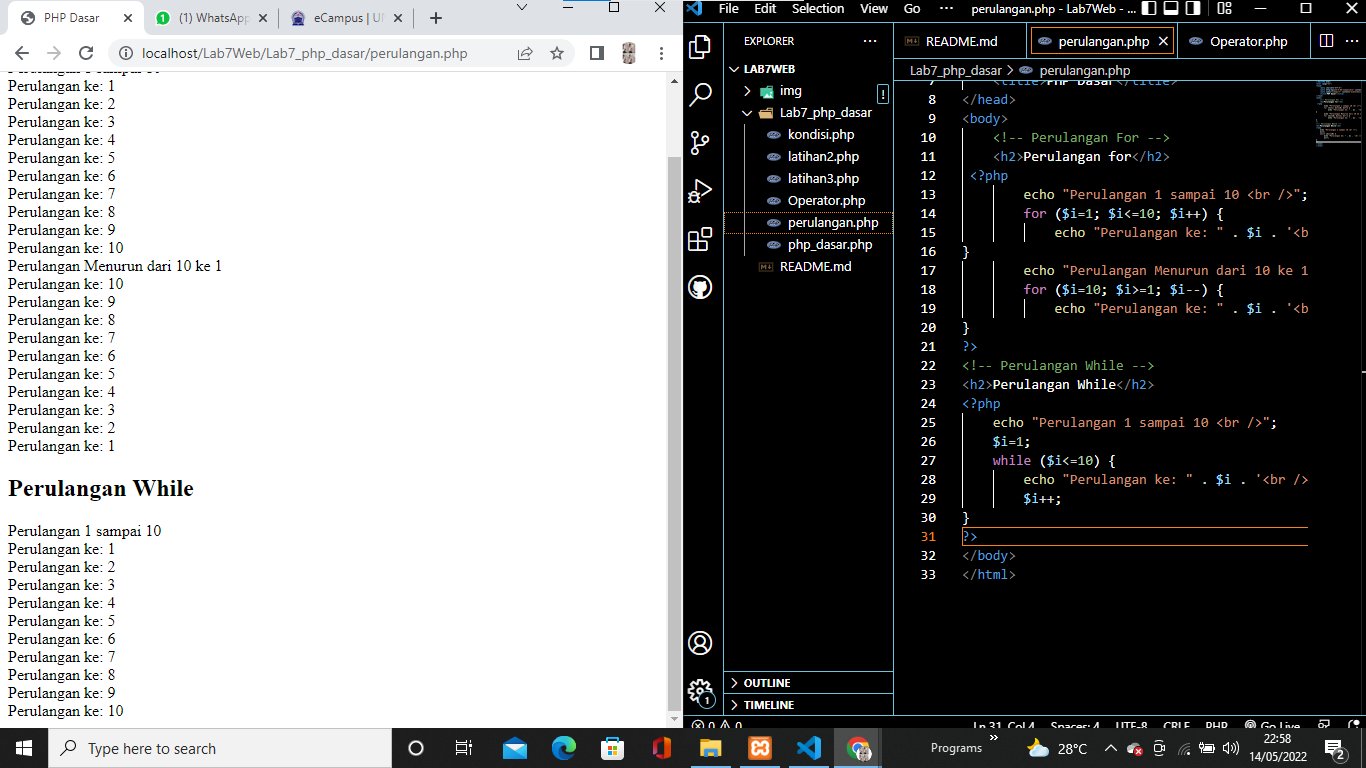 PHP Dasar
(1) WhatsApp
eCampus | U
localhost/Lab7Web/Lab7_php_dasar/perulangan.php
Perulangan 1 sampai 10
Perulangan ke: 1
Perulangan ke: 2
Perulangan ke: 3
Perulangan ke: 4
Perulangan ke: 5
Perulangan ke: 6
Perulangan ke: 7
Perulangan ke: 8
Perulangan ke: 9
Perulangan ke: 10
Perulangan Menurun dari 10 ke 1
Perulangan ke: 10
Perulangan ke: 9
Perulangan ke: 8
Perulangan ke: 7
Perulangan ke: 6
Perulangan ke: 5
Perulangan ke: 4
Perulangan ke: 3
Perulangan ke: 2
Perulangan ke: 1
Perulangan While
Perulangan 1 sampai 10
Perulangan ke: 1
Perulangan ke: 2
Perulangan ke: 3
Perulangan ke: 4
Perulangan ke: 5
Perulangan ke: 6
Perulangan ke: 7
Perulangan ke: 8
Perulangan ke: 9
Perulangan ke: 10
File Edit Selection View Go ··· perulangan.php - Lab7Web - ...
EXPLORER ···
LAB7WEB
img
Lab7_php_dasar
kondisi.php
latihan2.php
latihan3.php
Operator.php
perulangan.php
php_dasar.php
README.md
OUTLINE
TIMELINE
1
README.md perulangan.php Operator.php ···
Lab7_php_dasar > perulangan.php
7 <title>PHP Dasar</title>
8 </head>
9 <body>
10 <!-- Perulangan For -->
11 <h2>Perulangan for</h2>
12 <?php
13 echo "Perulangan 1 sampai 10 <br />";
14 for ($i=1; $i<=10; $i++) {
15 echo "Perulangan ke: " . $i . '<b
16 }
17 echo "Perulangan Menurun dari 10 ke 1
18 for ($i=10; $i>=1; $i--) {
19 echo "Perulangan ke: " . $i . '<b
20 }
21 ?>
22 <!-- Perulangan While -->
23 <h2>Perulangan While</h2>
24 <?php
25 echo "Perulangan 1 sampai 10 <br />";
26 $i=1;
27 while ($i<=10) {
28 echo "Perulangan ke: " . $i . '<br />
29 $i++;
30 }
31 ?>
32 </body>
33 </html>
0 0 Ln 31, Col 4 Spaces: 4 UTF-8 CRLF PHP Go Live
Type here to search
Programs »
28°C
22:58
14/05/2022
2